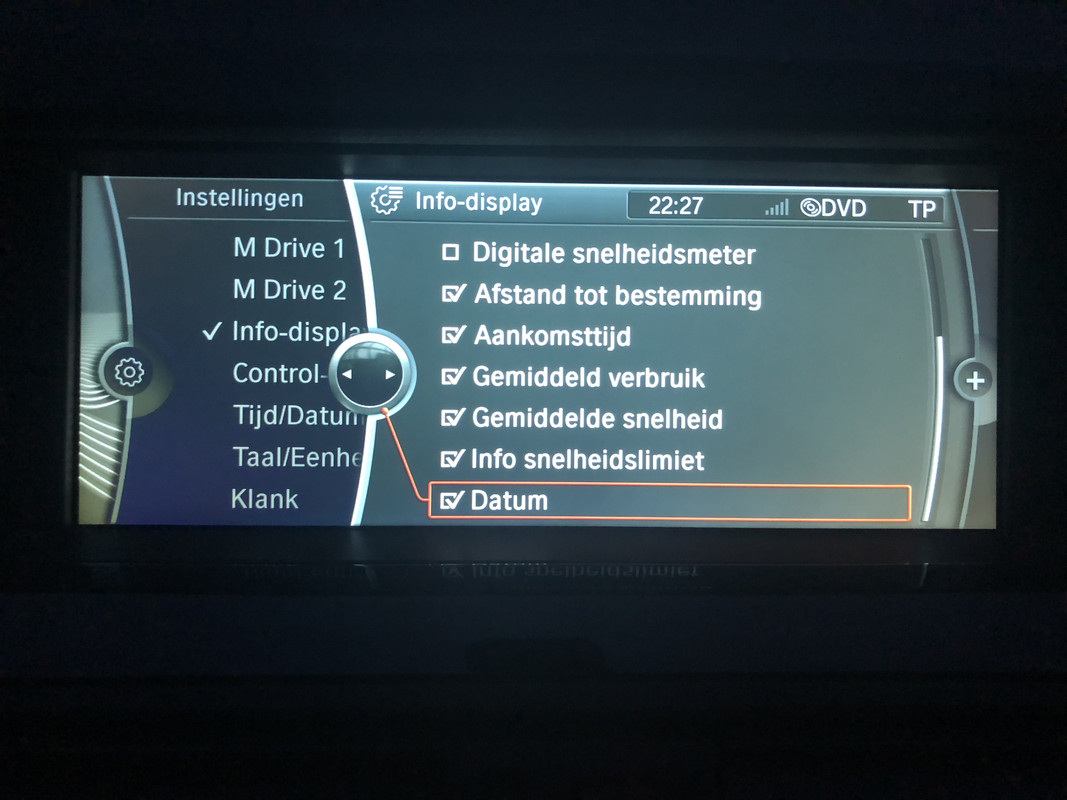 Instellingen
M Drive 1
M Drive 2
Info-displa
Control-
Tijd/Datum
Taal/Eenhe
Klank
Info-display
22:27
DVD
TP
Digitale snelheidsmeter
Afstand tot bestemming
Aankomsttijd
Gemiddeld verbruik
Gemiddelde snelheid
Info snelheidslimiet
Datum